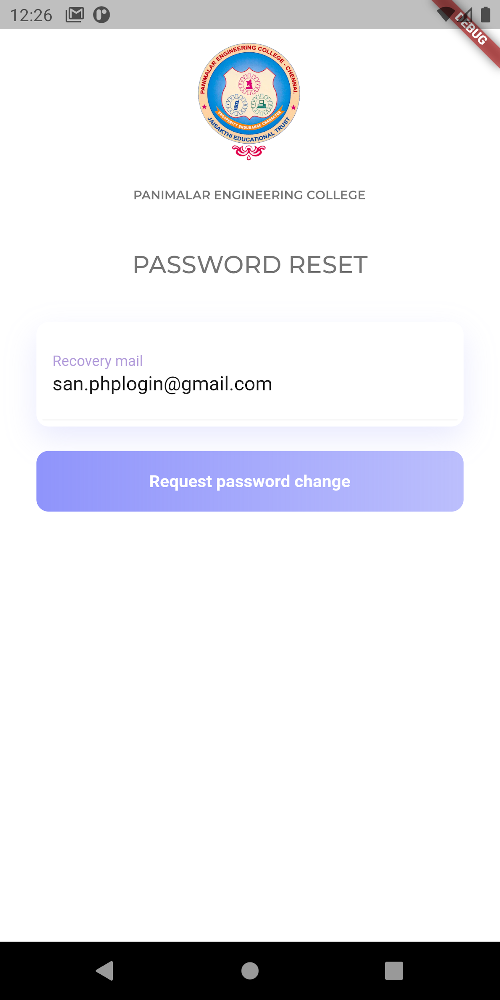 12:26
DEBUG
PANIMALAR ENGINEERING COLLEGE - CHENNAI.
PROSPERITY ENDURANCE CHARACTER
JAISAKTHI EDUCATIONAL TRUST
PANIMALAR ENGINEERING COLLEGE
PASSWORD RESET
Recovery mail
san.phplogin@gmail.com
Request password change